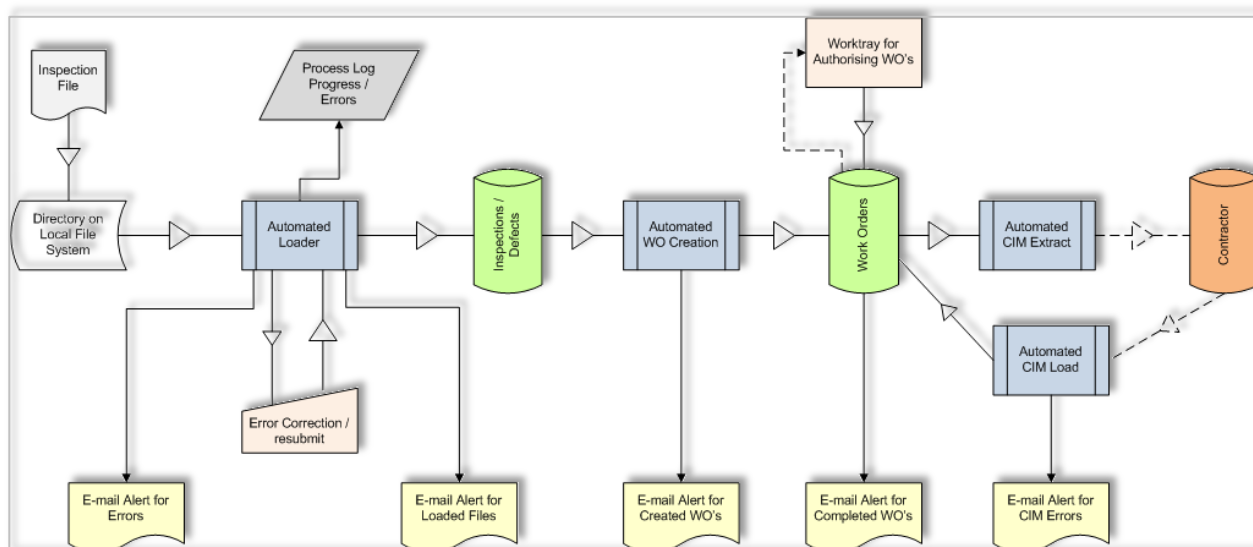 Inspection
File
Process Log
Progress /
Errors
Worktray for
Authorising WO's
Directory on
Local File
System
Automated
Loader
Inspections /
Defects
Automated
WO Creation
Work Orders
Automated
CIM Extract
Contractor
Automated
CIM Load
Error Correction /
resubmit
E-mail Alert for
Errors
E-mail Alert for
Loaded Files
E-mail Alert for
Created WO's
E-mail Alert for
Completed WO's
E-mail Alert for
CIM Errors